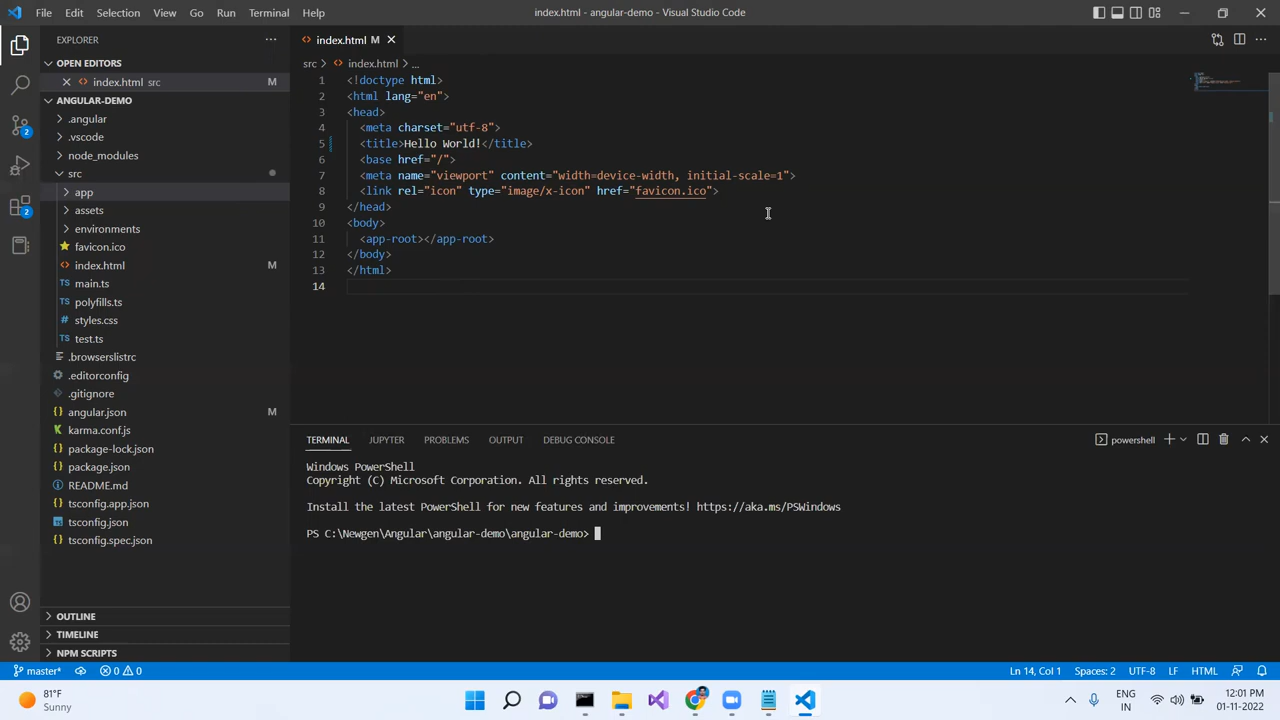 File Edit Selection View Go Run Terminal Help
index.html - angular-demo - Visual Studio Code
EXPLORER
OPEN EDITORS
index.html src M
ANGULAR-DEMO
.angular
.vscode
node_modules
src
app
assets
environments
favicon.ico
index.html M
main.ts
polyfills.ts
styles.css
test.ts
.browserslistrc
.editorconfig
.gitignore
angular.json M
karma.conf.js
package-lock.json
package.json
README.md
tsconfig.app.json
tsconfig.json
tsconfig.spec.json
OUTLINE
TIMELINE
NPM SCRIPTS
2
2
index.html M
src > index.html > ...
1 <!doctype html>
2 <html lang="en">
3 <head>
4 <meta charset="utf-8">
5 <title>Hello World!</title>
6 <base href="/">
7 <meta name="viewport" content="width=device-width, initial-scale=1">
8 <link rel="icon" type="image/x-icon" href="favicon.ico">
9 </head>
10 <body>
11 <app-root></app-root>
12 </body>
13 </html>
14
TERMINAL JUPYTER PROBLEMS OUTPUT DEBUG CONSOLE
powershell
Windows PowerShell
Copyright (C) Microsoft Corporation. All rights reserved.
Install the latest PowerShell for new features and improvements! https://aka.ms/PSWindows
PS C:\Newgen\Angular\angular-demo\angular-demo>
master* 0 0
Ln 14, Col 1 Spaces: 2 UTF-8 LF HTML
81°F
Sunny
ENG
IN
12:01 PM
01-11-2022